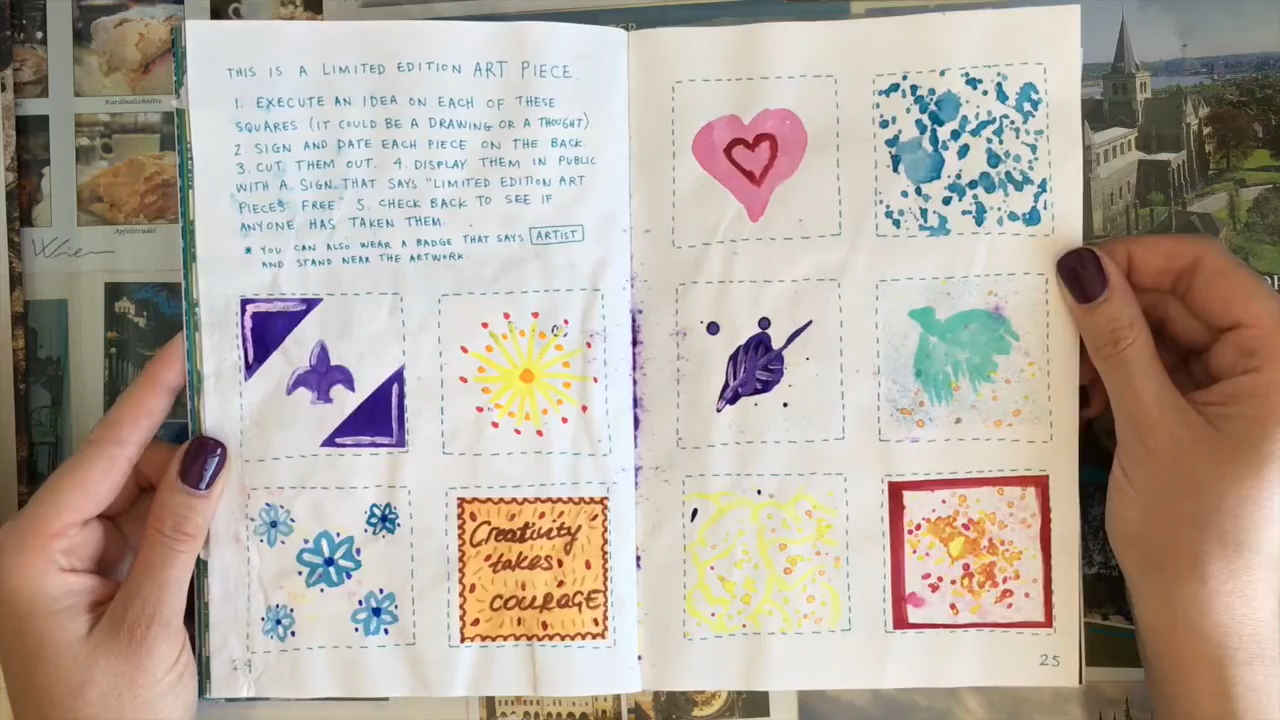 THIS IS A LIMITED EDITION ART PIECE.
1. EXECUTE AN IDEA ON EACH OF THESE
SQUARES (IT COULD BE A DRAWING OR A THOUGHT).
2. SIGN AND DATE EACH PIECE ON THE BACK.
3. CUT THEM OUT. 4. DISPLAY THEM IN PUBLIC
WITH A SIGN THAT SAYS "LIMITED EDITION ART
PIECES. FREE." 5. CHECK BACK TO SEE IF
ANYONE HAS TAKEN THEM.
* YOU CAN ALSO WEAR A BADGE THAT SAYS ARTIST
AND STAND NEAR THE ARTWORK.
Creativity
takes
COURAGE
24
25
Kardinalschnitte
Apfelstrudel
Wien